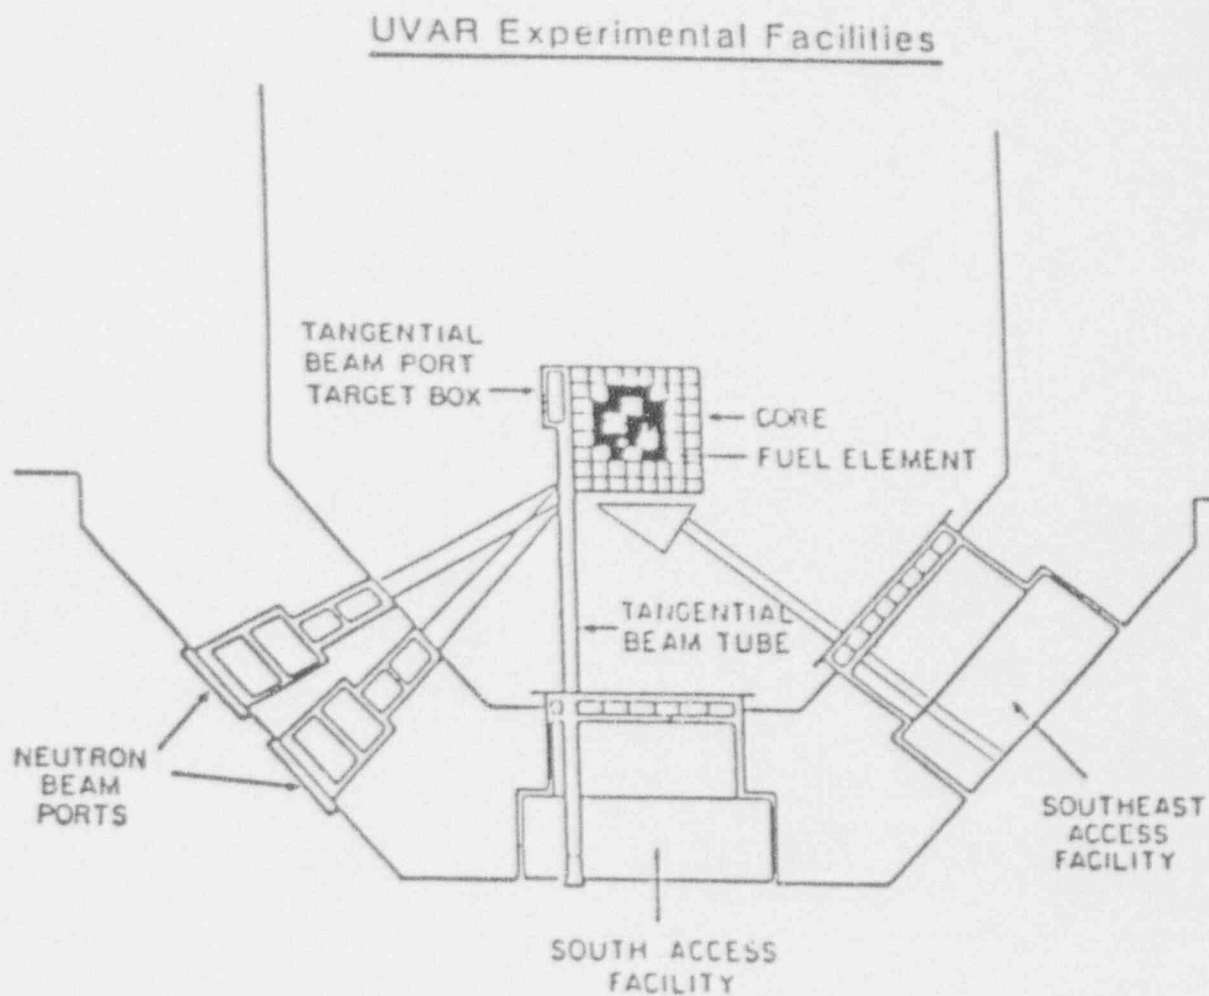 UVAR Experimental Facilities
TANGENTIAL
BEAM PORT
TARGET BOX
CORE
FUEL ELEMENT
TANGENTIAL
BEAM TUBE
NEUTRON
BEAM
PORTS
SOUTHEAST
ACCESS
FACILITY
SOUTH ACCESS
FACILITY